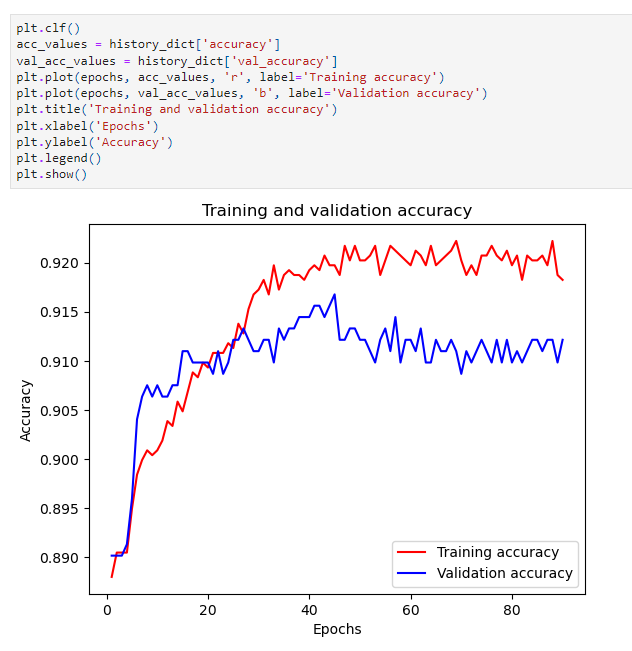 plt.clf()
acc_values = history_dict['accuracy']
val_acc_values = history_dict['val_accuracy']
plt.plot(epochs, acc_values, 'r', label='Training accuracy')
plt.plot(epochs, val_acc_values, 'b', label='Validation accuracy')
plt.title('Training and validation accuracy')
plt.xlabel('Epochs')
plt.ylabel('Accuracy')
plt.legend()
plt.show()
Training and validation accuracy
0.920
0.915
0.910
0.905
0.900
0.895
0.890
Accuracy
Training accuracy
Validation accuracy
0
20
40
60
80
Epochs